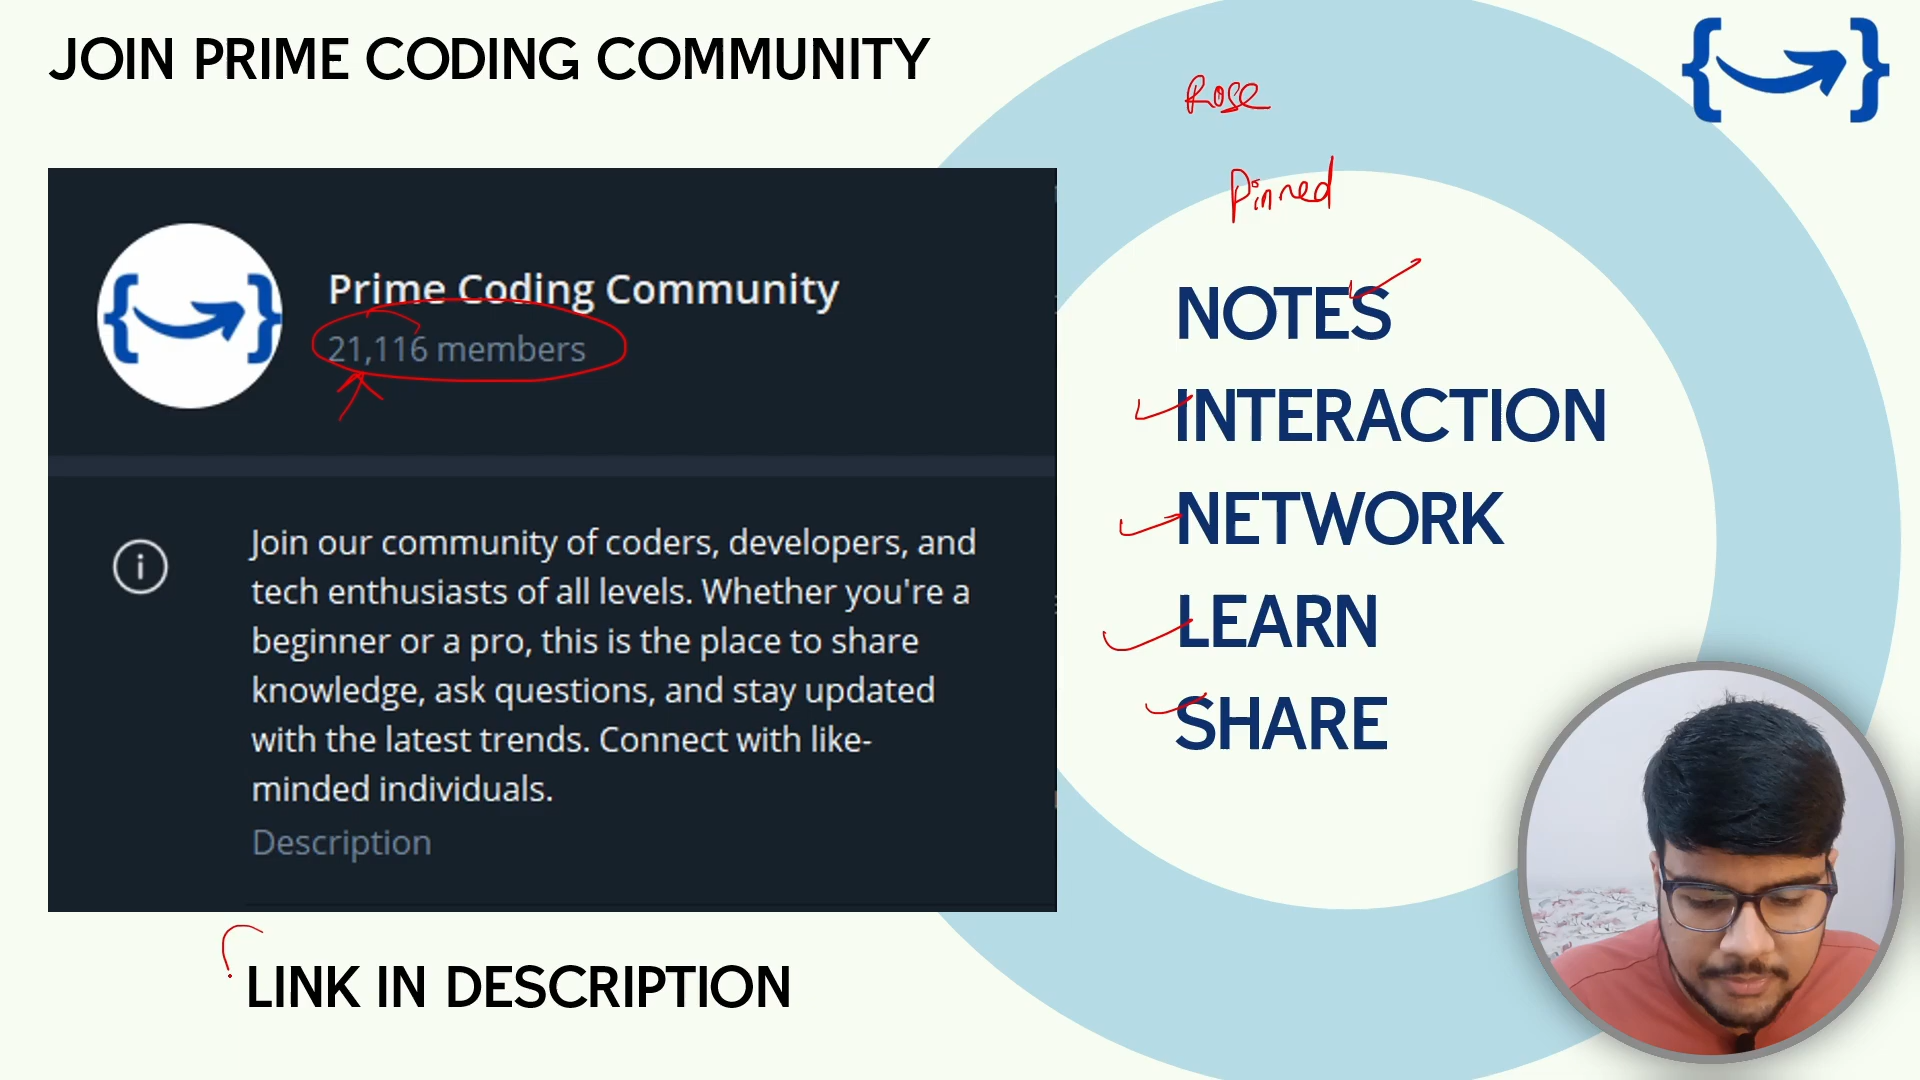 JOIN PRIME CODING COMMUNITY
Rose
Pinned
Prime Coding Community
21,116 members
Join our community of coders, developers, and
tech enthusiasts of all levels. Whether you're a
beginner or a pro, this is the place to share
knowledge, ask questions, and stay updated
with the latest trends. Connect with like-
minded individuals.
Description
NOTES
INTERACTION
NETWORK
LEARN
SHARE
LINK IN DESCRIPTION